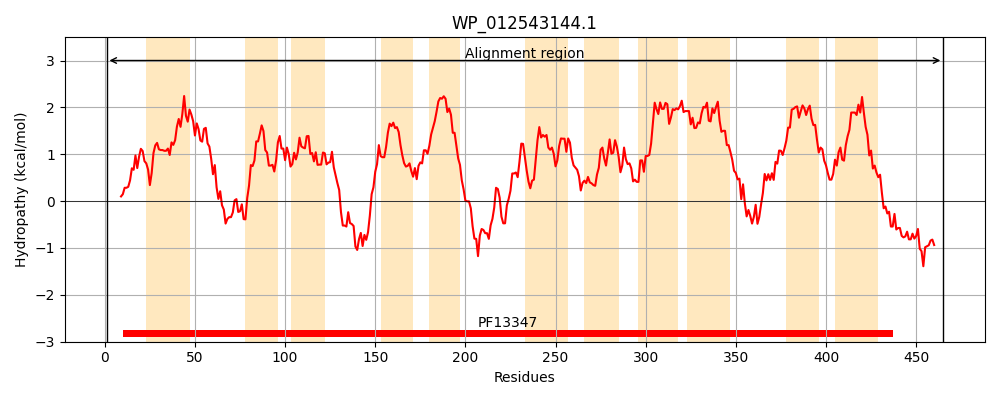 WP_012543144.1
Alignment region
Hydropathy (kcal/mol)
3
2
1
0
−1
−2
−3
PF13347
0 50 100 150 200 250 300 350 400 450
Residues